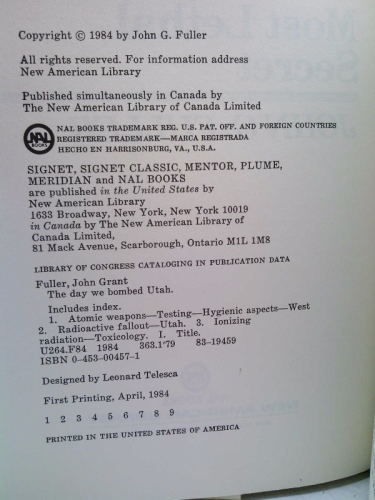 Copyright © 1984 by John G. Fuller
All rights reserved. For information address
New American Library
Published simultaneously in Canada by
The New American Library of Canada Limited
NAL BOOKS
NAL BOOKS TRADEMARK REG. U.S. PAT. OFF. AND FOREIGN COUNTRIES
REGISTERED TRADEMARK—MARCA REGISTRADA
HECHO EN HARRISONBURG, VA., U.S.A.
SIGNET, SIGNET CLASSIC, MENTOR, PLUME,
MERIDIAN and NAL BOOKS
are published in the United States by
New American Library
1633 Broadway, New York, New York 10019
in Canada by The New American Library of
Canada Limited,
81 Mack Avenue, Scarborough, Ontario M1L 1M8
LIBRARY OF CONGRESS CATALOGING IN PUBLICATION DATA
Fuller, John Grant
The day we bombed Utah.
Includes index.
1. Atomic weapons—Testing—Hygienic aspects—West
2. Radioactive fallout—Utah. 3. Ionizing
radiation—Toxicology. I. Title.
U264.F84 1984 363.1'79 83-19459
ISBN 0-453-00457-1
Designed by Leonard Telesca
First Printing, April, 1984
1 2 3 4 5 6 7 8 9
PRINTED IN THE UNITED STATES OF AMERICA